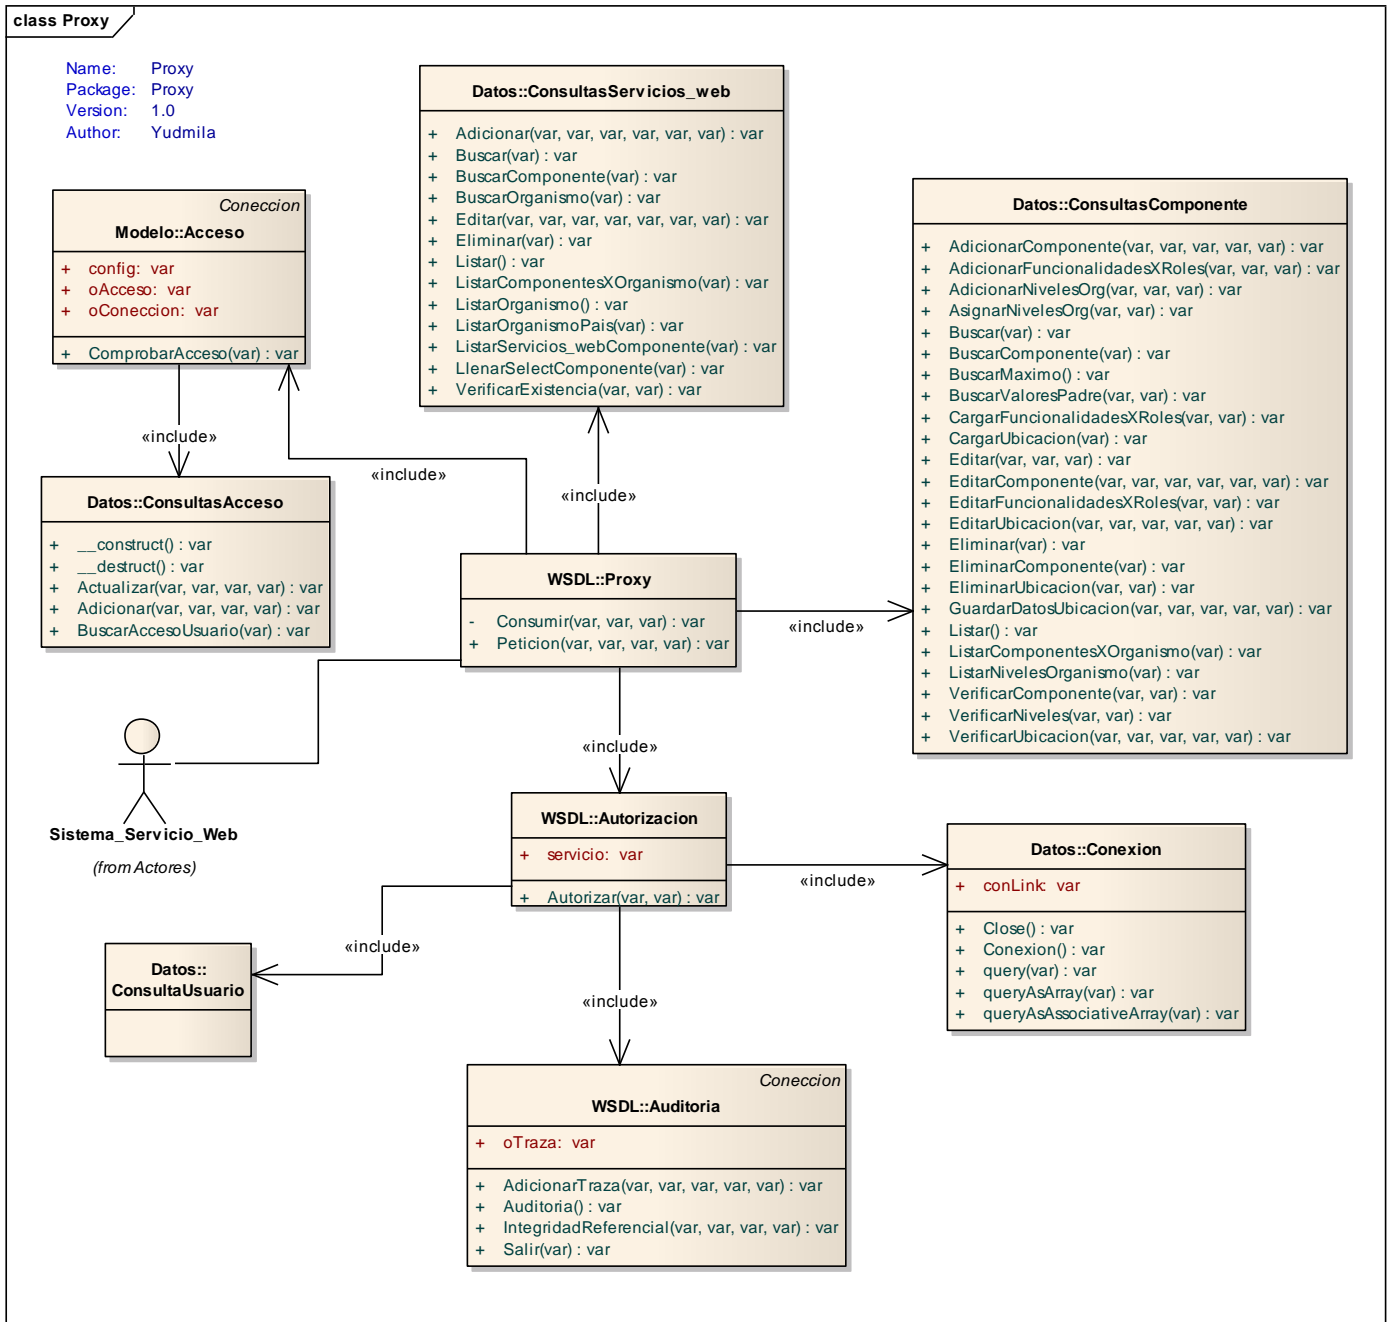 class Proxy
Name: Proxy
Package: Proxy
Version: 1.0
Author: Yudmila
Datos::ConsultasServicios_web
+ Adicionar(var, var, var, var, var, var) : var
+ Buscar(var) : var
+ BuscarComponente(var) : var
+ BuscarOrganismo(var) : var
+ Editar(var, var, var, var, var, var, var) : var
+ Eliminar(var) : var
+ Listar() : var
+ ListarComponentesXOrganismo(var) : var
+ ListarOrganismo() : var
+ ListarOrganismoPais(var) : var
+ ListarServicios_webComponente(var) : var
+ LlenarSelectComponente(var) : var
+ VerificarExistencia(var, var) : var
Coneccion
Modelo::Acceso
+ config: var
+ oAcceso: var
+ oConeccion: var
+ ComprobarAcceso(var) : var
Datos::ConsultasComponente
+ AdicionarComponente(var, var, var, var, var) : var
+ AdicionarFuncionalidadesXRoles(var, var, var) : var
+ AdicionarNivelesOrg(var, var, var) : var
+ AsignarNivelesOrg(var, var) : var
+ Buscar(var) : var
+ BuscarComponente(var) : var
+ BuscarMaximo() : var
+ BuscarValoresPadre(var, var) : var
+ CargarFuncionalidadesXRoles(var, var) : var
+ CargarUbicacion(var) : var
+ Editar(var, var, var) : var
+ EditarComponente(var, var, var, var, var, var) : var
+ EditarFuncionalidadesXRoles(var, var) : var
+ EditarUbicacion(var, var, var, var, var) : var
+ Eliminar(var) : var
+ EliminarComponente(var) : var
+ EliminarUbicacion(var, var) : var
+ GuardarDatosUbicacion(var, var, var, var, var) : var
+ Listar() : var
+ ListarComponentesXOrganismo(var) : var
+ ListarNivelesOrganismo(var) : var
+ VerificarComponente(var, var) : var
+ VerificarNiveles(var, var) : var
+ VerificarUbicacion(var, var, var, var, var) : var
«include»
«include»
«include»
Datos::ConsultasAcceso
+ __construct() : var
+ __destruct() : var
+ Actualizar(var, var, var, var) : var
+ Adicionar(var, var, var, var) : var
+ BuscarAccesoUsuario(var) : var
WSDL::Proxy
- Consumir(var, var, var) : var
+ Peticion(var, var, var, var) : var
«include»
«include»
Sistema_Servicio_Web
(from Actores)
WSDL::Autorizacion
+ servicio: var
+ Autorizar(var, var) : var
«include»
Datos::Conexion
+ conLink: var
+ Close() : var
+ Conexion() : var
+ query(var) : var
+ queryAsArray(var) : var
+ queryAsAssociativeArray(var) : var
«include»
Datos::
ConsultaUsuario
«include»
Coneccion
WSDL::Auditoria
+ oTraza: var
+ AdicionarTraza(var, var, var, var, var) : var
+ Auditoria() : var
+ IntegridadReferencial(var, var, var, var) : var
+ Salir(var) : var